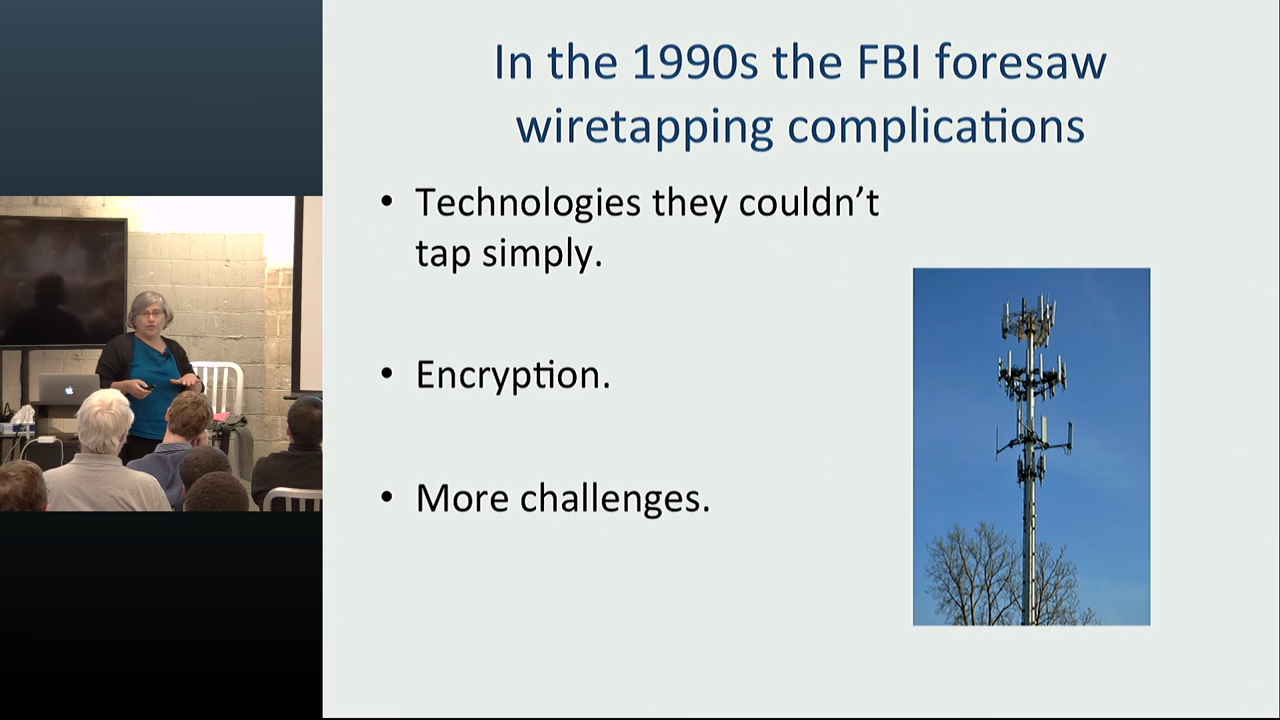 In the 1990s the FBI foresaw
wiretapping complications
• Technologies they couldn’t
tap simply.
• Encryption.
• More challenges.